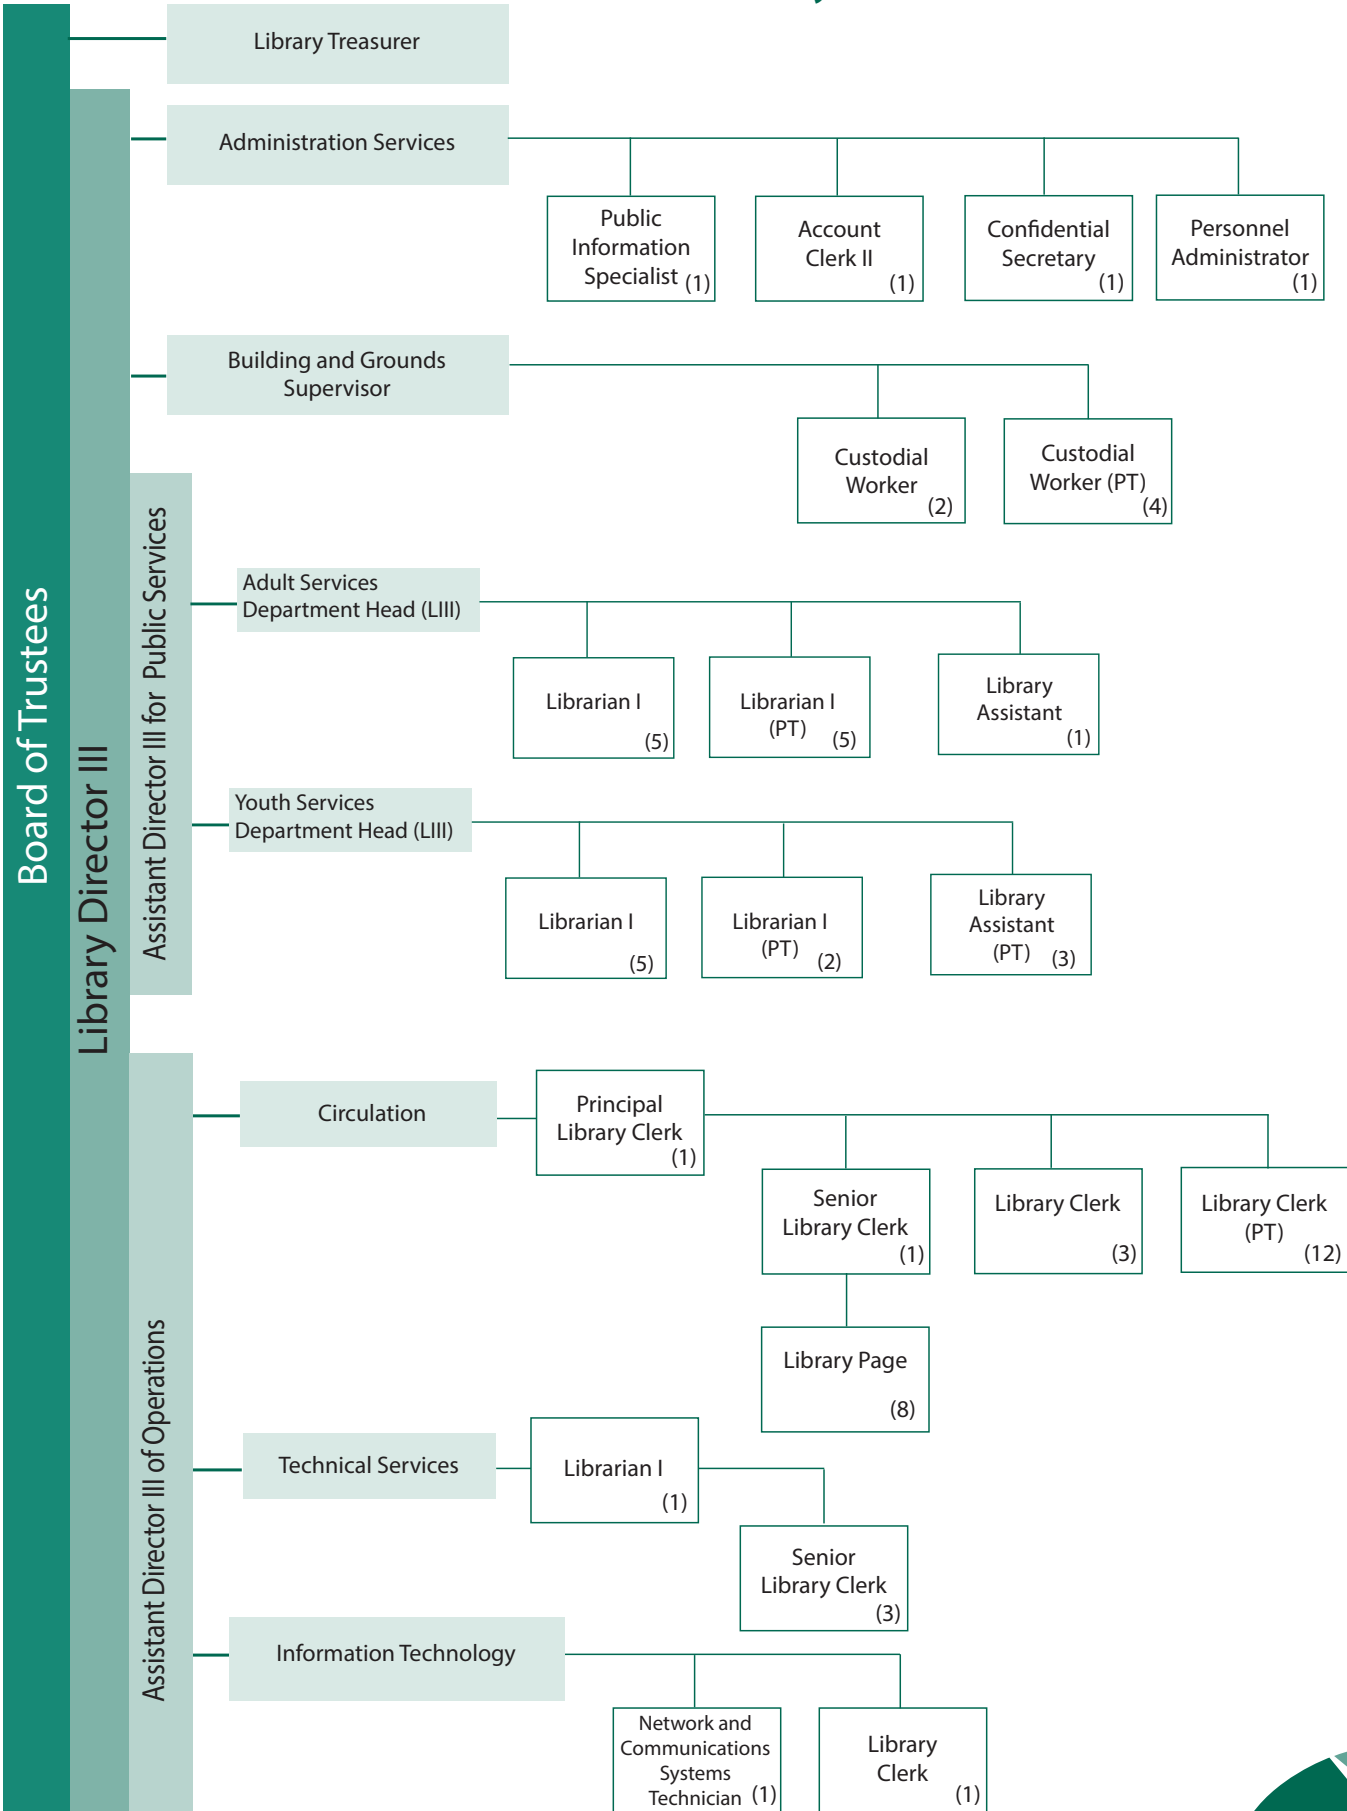 Board of Trustees
Library Director III
Library Treasurer
Administration Services
Public
Information
Specialist (1)
Account
Clerk II
(1)
Confidential
Secretary
(1)
Personnel
Administrator
(1)
Building and Grounds
Supervisor
Custodial
Worker
(2)
Custodial
Worker (PT)
(4)
Assistant Director III for Public Services
Adult Services
Department Head (LIII)
Librarian I
(5)
Librarian I
(PT) (5)
Library
Assistant
(1)
Youth Services
Department Head (LIII)
Librarian I
(5)
Librarian I
(PT) (2)
Library
Assistant
(PT) (3)
Assistant Director III of Operations
Circulation
Principal
Library Clerk
(1)
Senior
Library Clerk
(1)
Library Clerk
(3)
Library Clerk
(PT)
(12)
Library Page
(8)
Technical Services
Librarian I
(1)
Senior
Library Clerk
(3)
Information Technology
Network and
Communications
Systems
Technician (1)
Library
Clerk
(1)